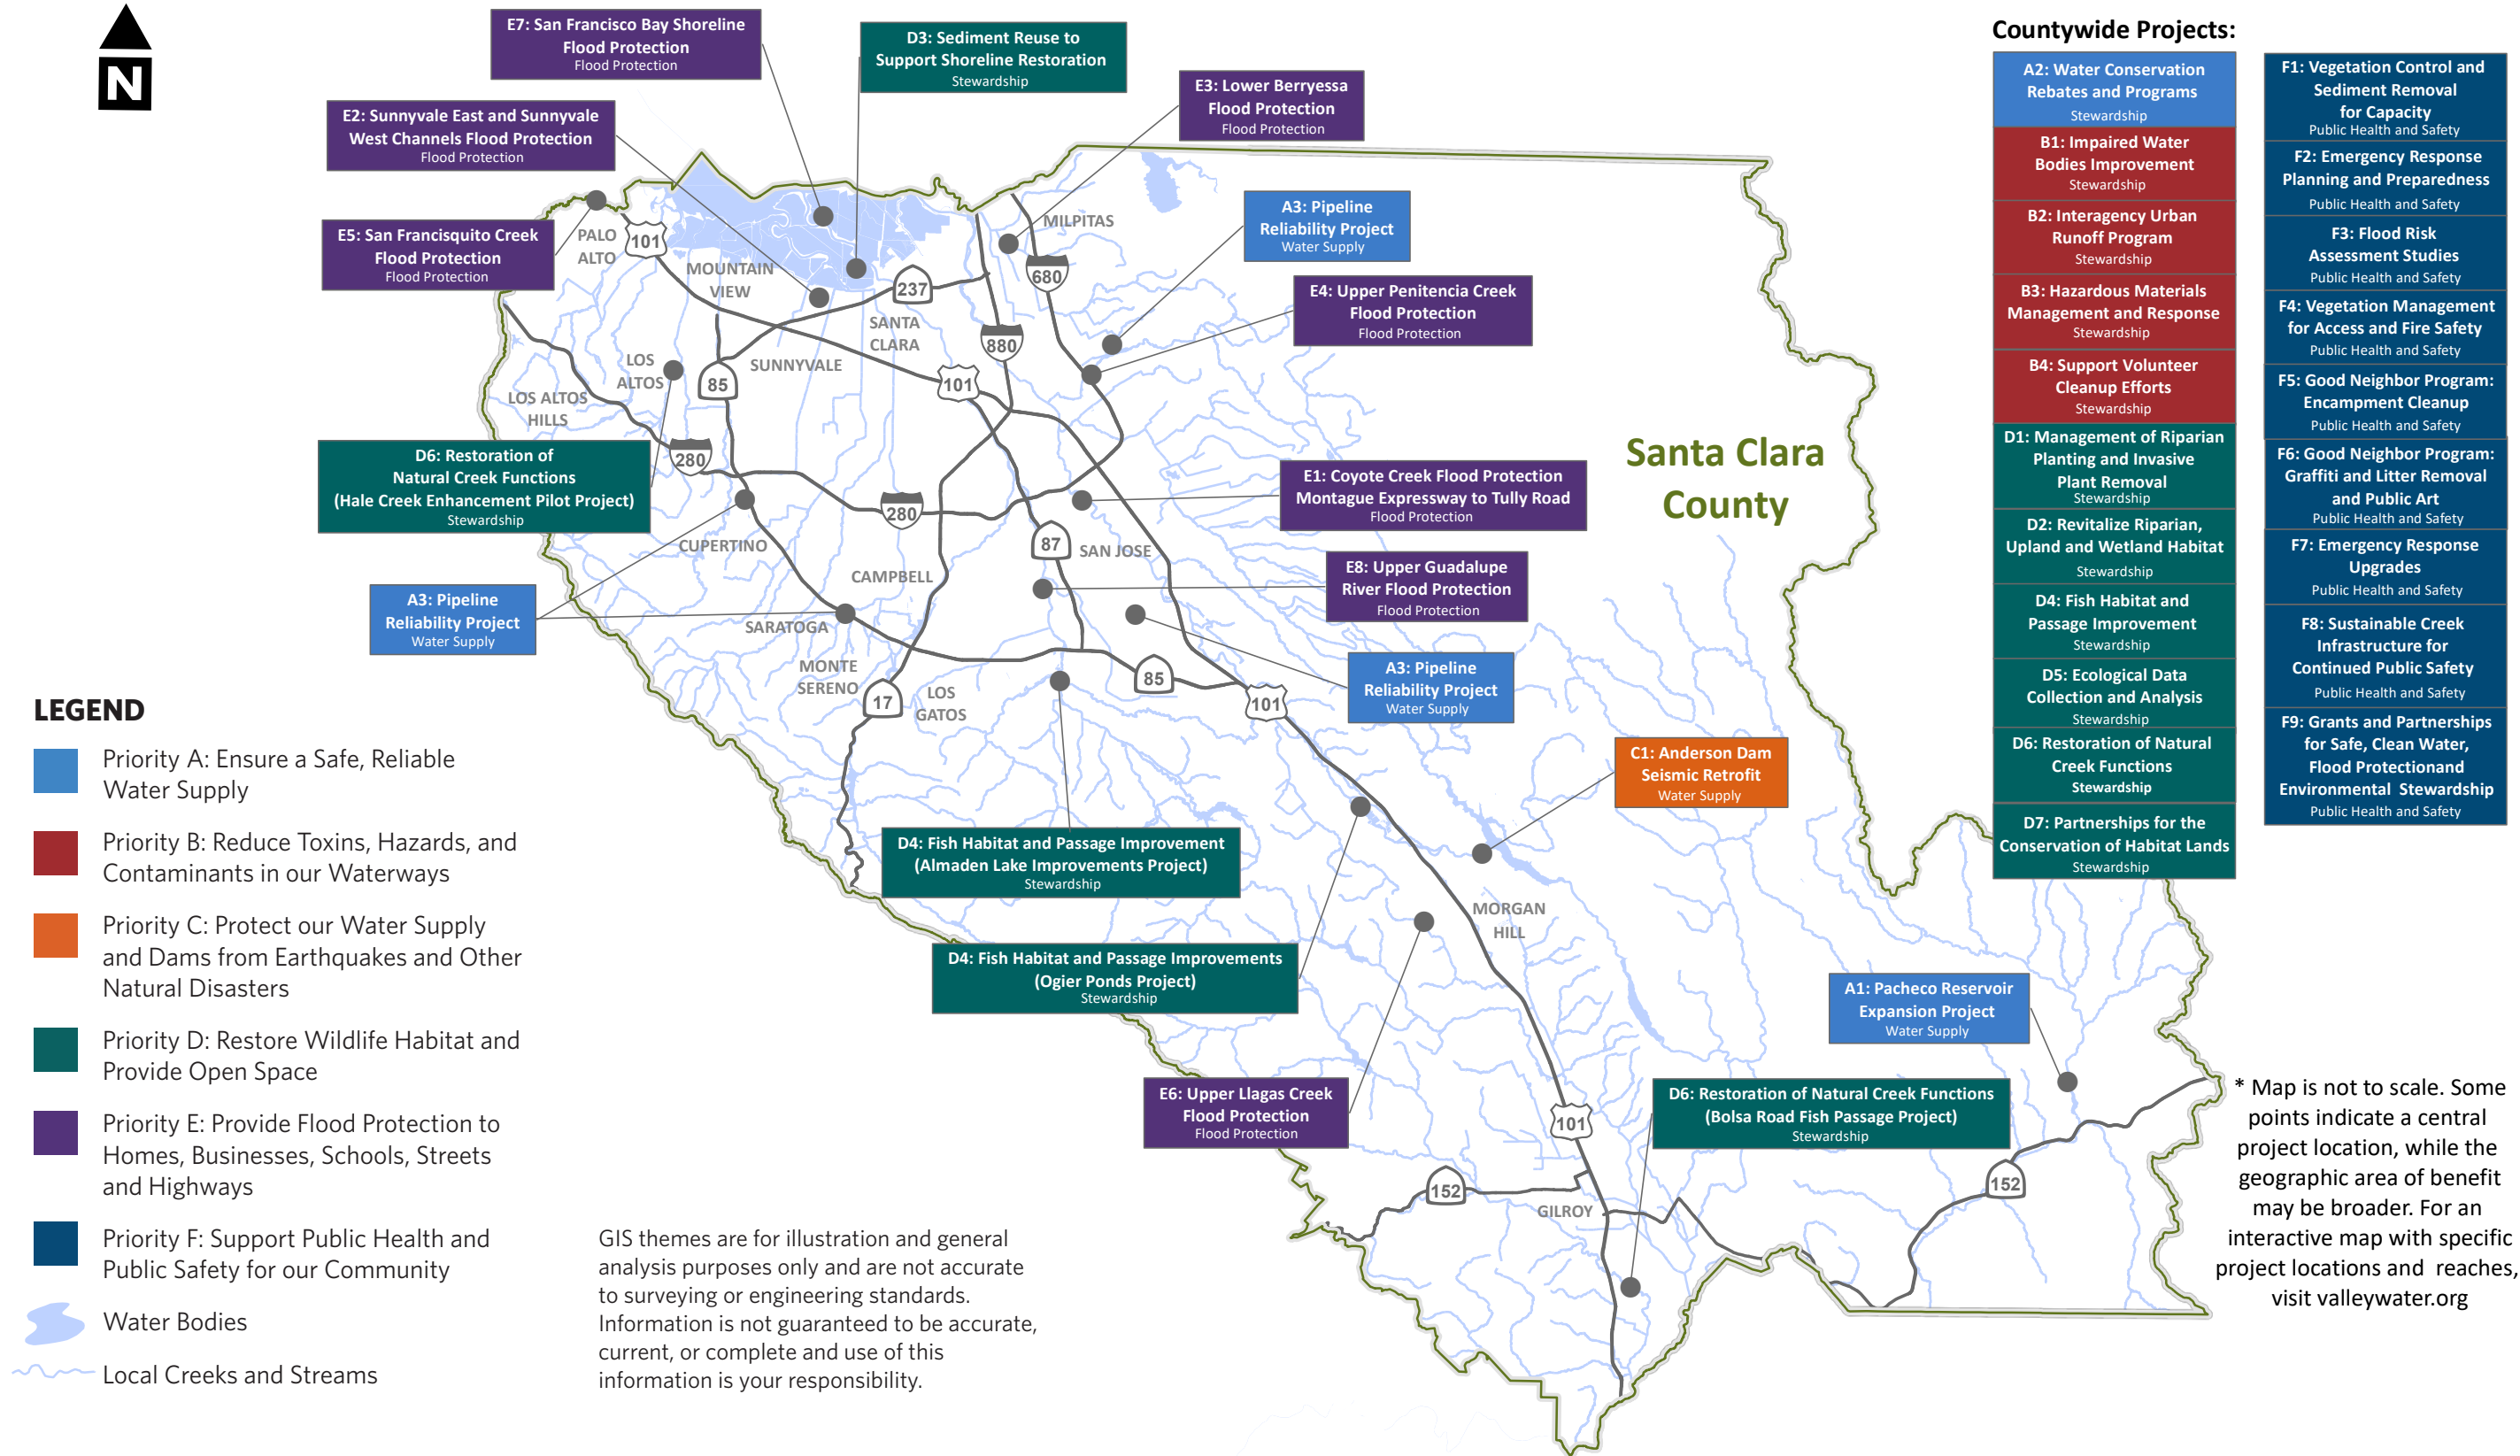 N
E7: San Francisco Bay Shoreline
Flood Protection
Flood Protection
D3: Sediment Reuse to
Support Shoreline Restoration
Stewardship
E3: Lower Berryessa
Flood Protection
Flood Protection
E2: Sunnyvale East and Sunnyvale
West Channels Flood Protection
Flood Protection
A3: Pipeline
Reliability Project
Water Supply
E5: San Francisquito Creek
Flood Protection
Flood Protection
E4: Upper Penitencia Creek
Flood Protection
Flood Protection
PALO
ALTO
101
MOUNTAIN
VIEW
237
MILPITAS
680
SANTA
CLARA
880
LOS
ALTOS
85
SUNNYVALE
101
LOS ALTOS
HILLS
280
D6: Restoration of
Natural Creek Functions
(Hale Creek Enhancement Pilot Project)
Stewardship
E1: Coyote Creek Flood Protection
Montague Expressway to Tully Road
Flood Protection
Santa Clara
County
280
CUPERTINO
87
SAN JOSE
CAMPBELL
E8: Upper Guadalupe
River Flood Protection
Flood Protection
A3: Pipeline
Reliability Project
Water Supply
SARATOGA
MONTE
SERENO
17
LOS
GATOS
85
101
A3: Pipeline
Reliability Project
Water Supply
C1: Anderson Dam
Seismic Retrofit
Water Supply
D4: Fish Habitat and Passage Improvement
(Almaden Lake Improvements Project)
Stewardship
MORGAN
HILL
D4: Fish Habitat and Passage Improvements
(Ogier Ponds Project)
Stewardship
A1: Pacheco Reservoir
Expansion Project
Water Supply
E6: Upper Llagas Creek
Flood Protection
Flood Protection
101
D6: Restoration of Natural Creek Functions
(Bolsa Road Fish Passage Project)
Stewardship
152
GILROY
152
Countywide Projects:
A2: Water Conservation
Rebates and Programs
Stewardship
B1: Impaired Water
Bodies Improvement
Stewardship
B2: Interagency Urban
Runoff Program
Stewardship
B3: Hazardous Materials
Management and Response
Stewardship
B4: Support Volunteer
Cleanup Efforts
Stewardship
D1: Management of Riparian
Planting and Invasive
Plant Removal
Stewardship
D2: Revitalize Riparian,
Upland and Wetland Habitat
Stewardship
D4: Fish Habitat and
Passage Improvement
Stewardship
D5: Ecological Data
Collection and Analysis
Stewardship
D6: Restoration of Natural
Creek Functions
Stewardship
D7: Partnerships for the
Conservation of Habitat Lands
Stewardship
F1: Vegetation Control and
Sediment Removal
for Capacity
Public Health and Safety
F2: Emergency Response
Planning and Preparedness
Public Health and Safety
F3: Flood Risk
Assessment Studies
Public Health and Safety
F4: Vegetation Management
for Access and Fire Safety
Public Health and Safety
F5: Good Neighbor Program:
Encampment Cleanup
Public Health and Safety
F6: Good Neighbor Program:
Graffiti and Litter Removal
and Public Art
Public Health and Safety
F7: Emergency Response
Upgrades
Public Health and Safety
F8: Sustainable Creek
Infrastructure for
Continued Public Safety
Public Health and Safety
F9: Grants and Partnerships
for Safe, Clean Water,
Flood Protectionand
Environmental Stewardship
Public Health and Safety
LEGEND
Priority A: Ensure a Safe, Reliable
Water Supply
Priority B: Reduce Toxins, Hazards, and
Contaminants in our Waterways
Priority C: Protect our Water Supply
and Dams from Earthquakes and Other
Natural Disasters
Priority D: Restore Wildlife Habitat and
Provide Open Space
Priority E: Provide Flood Protection to
Homes, Businesses, Schools, Streets
and Highways
Priority F: Support Public Health and
Public Safety for our Community
Water Bodies
Local Creeks and Streams
GIS themes are for illustration and general
analysis purposes only and are not accurate
to surveying or engineering standards.
Information is not guaranteed to be accurate,
current, or complete and use of this
information is your responsibility.
* Map is not to scale. Some
points indicate a central
project location, while the
geographic area of benefit
may be broader. For an
interactive map with specific
project locations and reaches,
visit valleywater.org